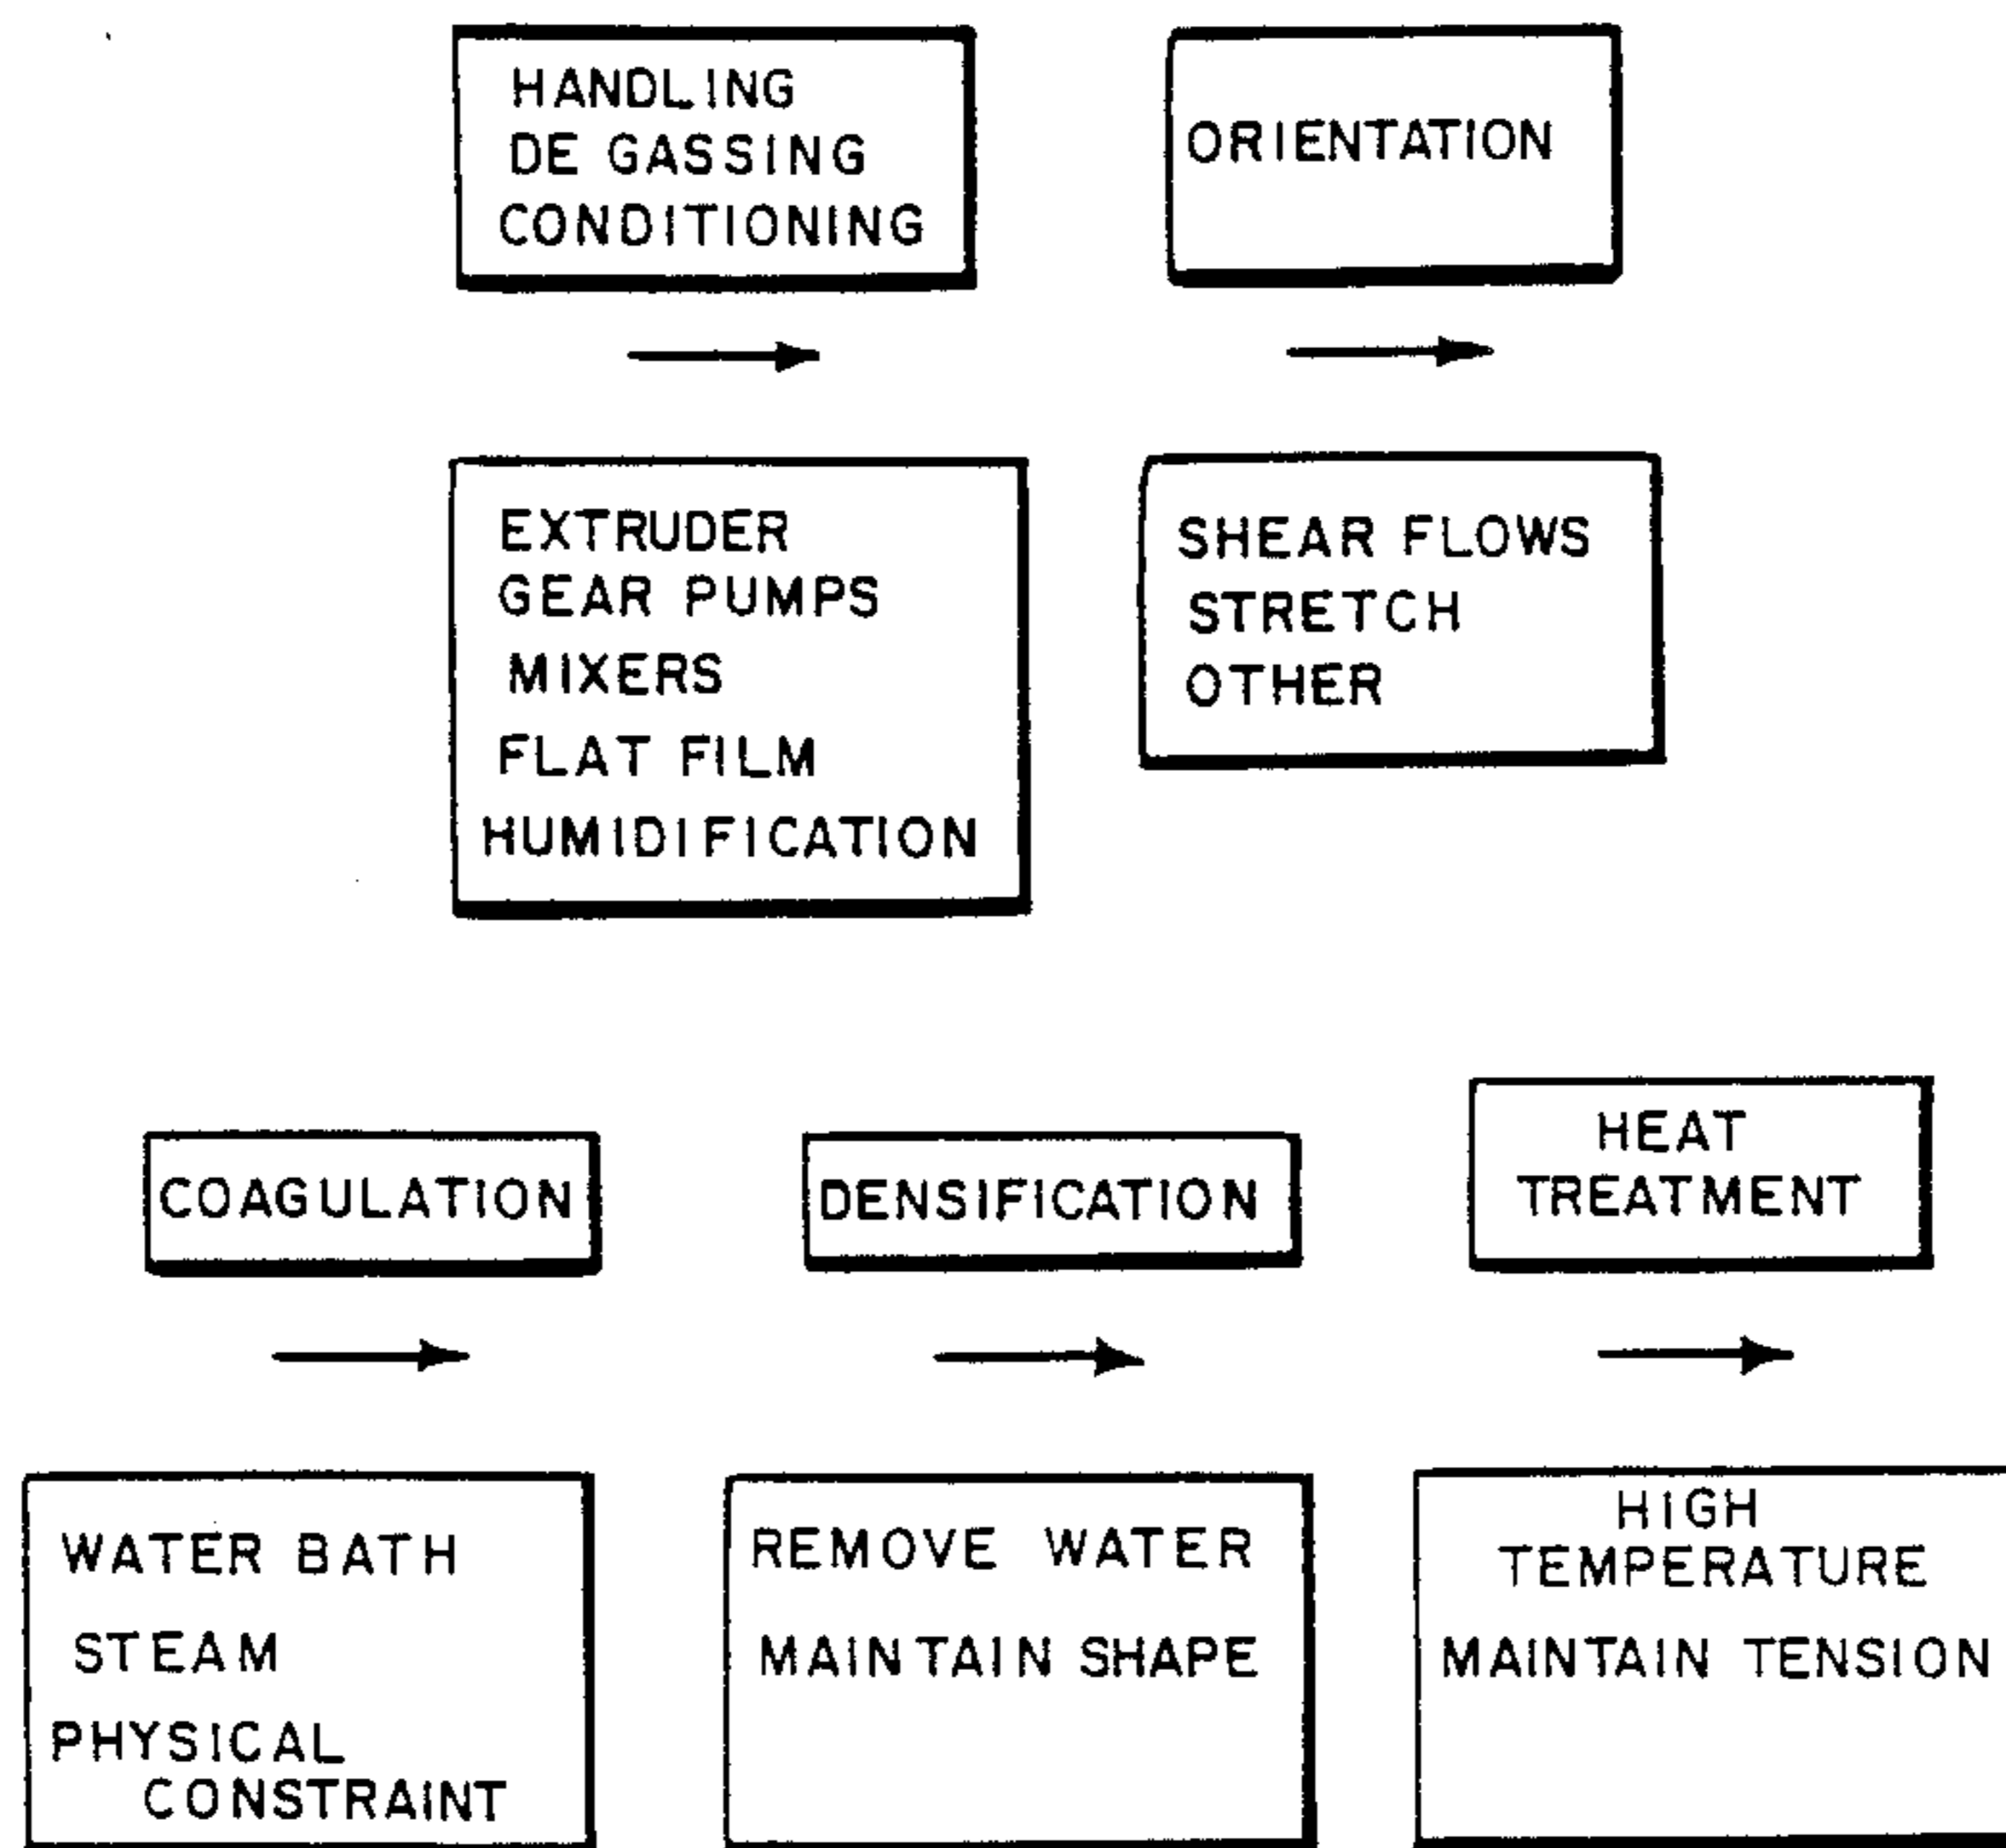 HANDLING
DE GASSING
CONDITIONING
ORIENTATION
EXTRUDER
GEAR PUMPS
MIXERS
FLAT FILM
HUMIDIFICATION
SHEAR FLOWS
STRETCH
OTHER
COAGULATION
DENSIFICATION
HEAT
TREATMENT
WATER BATH
STEAM
PHYSICAL
CONSTRAINT
REMOVE WATER
MAINTAIN SHAPE
HIGH
TEMPERATURE
MAINTAIN TENSION